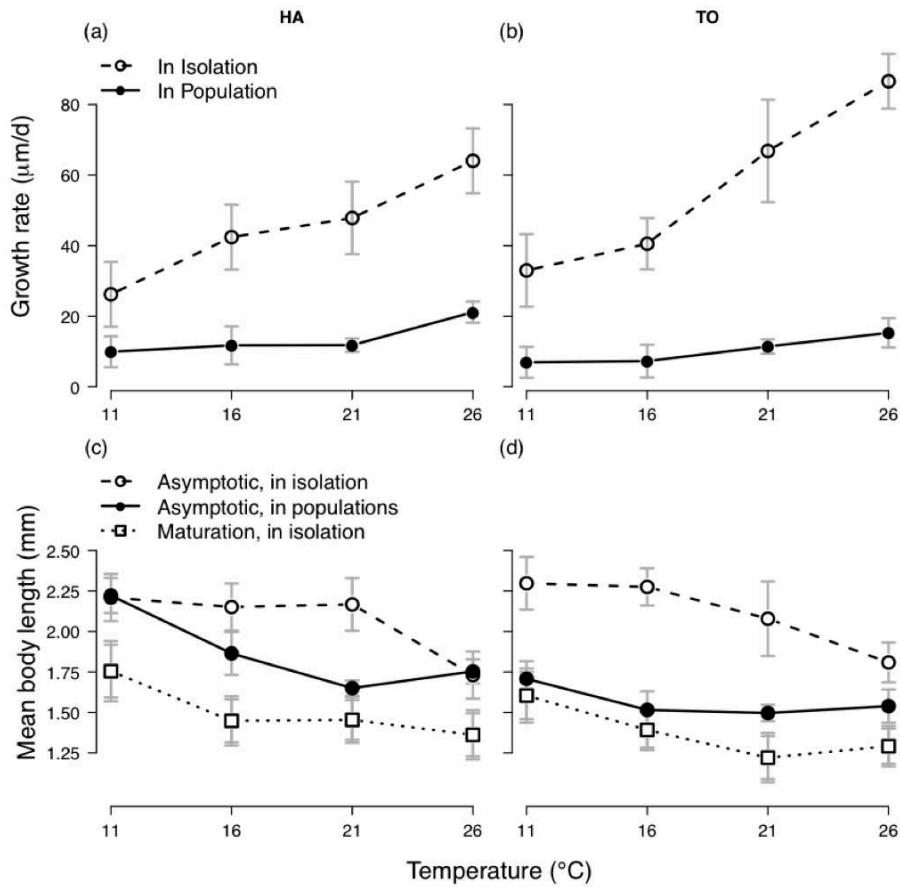 HA
TO
(a)
(b)
In Isolation
In Population
Growth rate (μm/d)
80
60
40
20
0
11 16 21 26
11 16 21 26
(c)
(d)
Asymptotic, in isolation
Asymptotic, in populations
Maturation, in isolation
Mean body length (mm)
2.50
2.25
2.00
1.75
1.50
1.25
11 16 21 26
11 16 21 26
Temperature (°C)